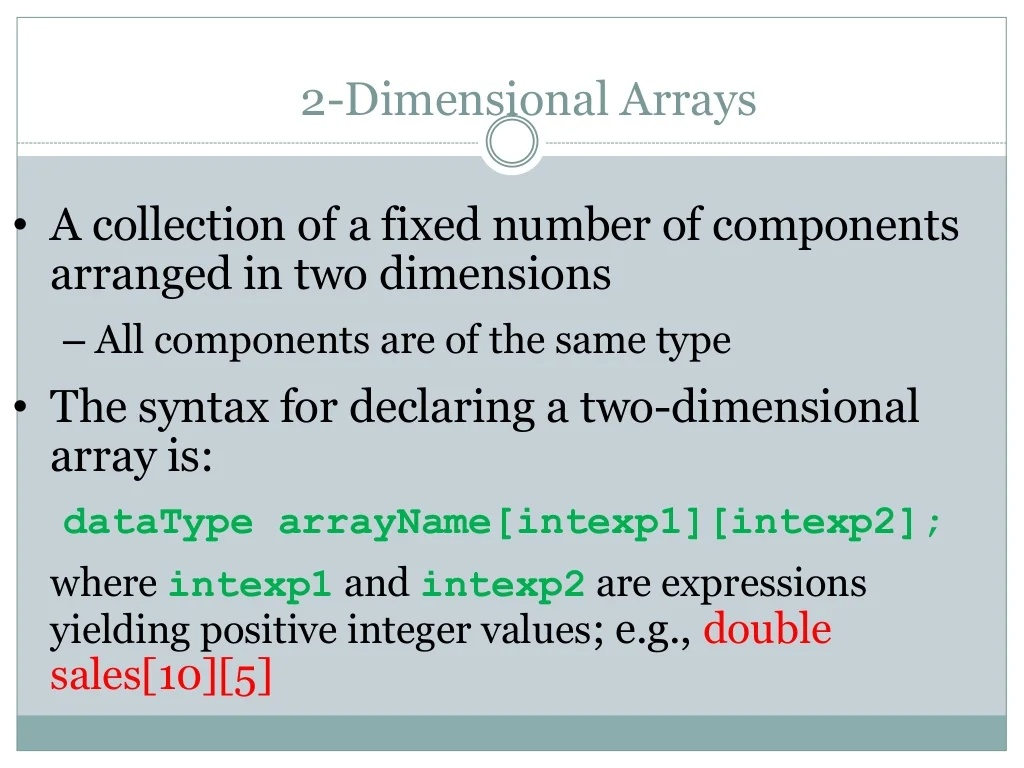 2-Dimensional Arrays
• A collection of a fixed number of components
arranged in two dimensions
– All components are of the same type
• The syntax for declaring a two-dimensional
array is:
dataType arrayName[intexp1][intexp2];
where intexp1 and intexp2 are expressions
yielding positive integer values; e.g., double
sales[10][5]